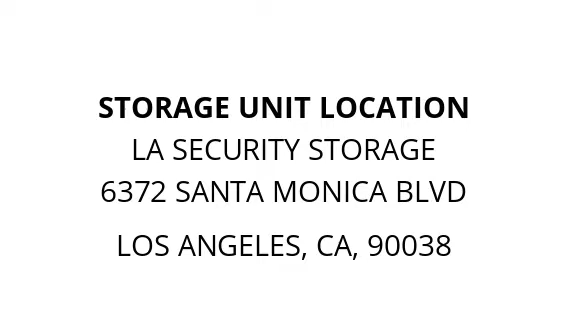 STORAGE UNIT LOCATION
LA SECURITY STORAGE
6372 SANTA MONICA BLVD
LOS ANGELES, CA, 90038